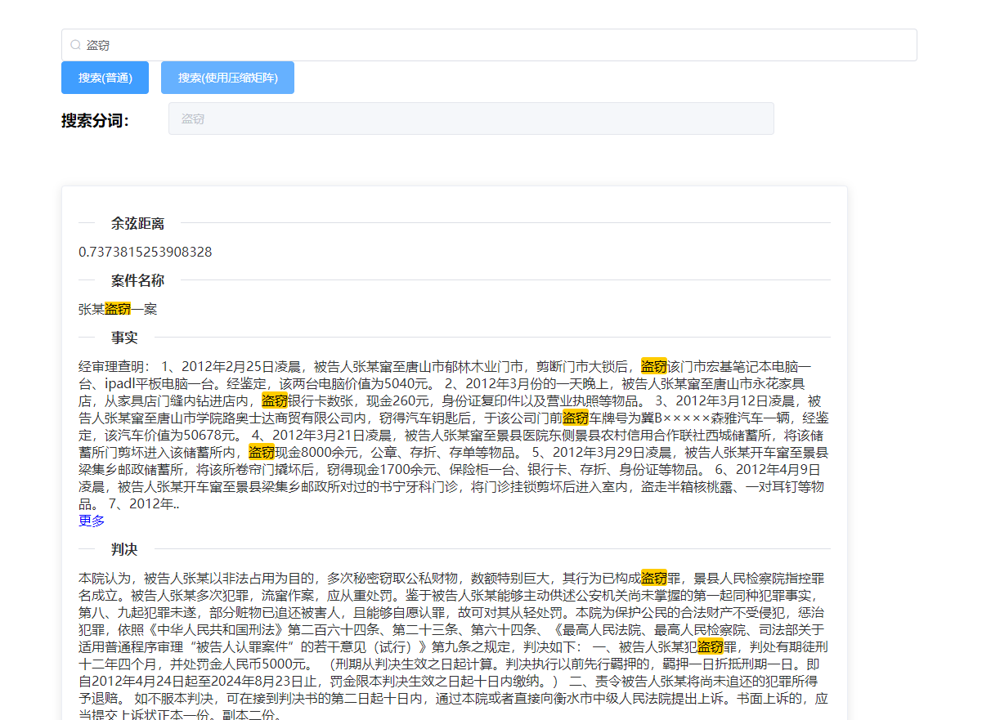 盗窃
搜索(普通) 搜索(使用压缩矩阵)
搜索分词： 盗窃
余弦距离
0.7373815253908328
案件名称
张某盗窃一案
事实
经审理查明： 1、2012年2月25日凌晨，被告人张某窜至唐山市郁林木业门市，剪断门市大锁后，盗窃该门市宏基笔记本电脑一
台、ipadl平板电脑一台。经鉴定，该两台电脑价值为5040元。 2、2012年3月份的一天晚上，被告人张某窜至唐山市永花家具
店，从家具店门缝内钻进店内，盗窃银行卡数张，现金260元，身份证复印件以及营业执照等物品。 3、2012年3月12日凌晨，被
告人张某窜至唐山市学院路奥士达商贸有限公司内，窃得汽车钥匙后，于该公司门前盗窃车牌号为冀B×××××森雅汽车一辆，经鉴
定，该汽车价值为50678元。 4、2012年3月21日凌晨，被告人张某窜至景县医院东侧景县农村信用合作联社西城储蓄所，将该储
蓄所门剪坏进入该储蓄所内，盗窃现金8000余元，公章、存折、存单等物品。 5、2012年3月29日凌晨，被告人张某开车窜至景县
梁集乡邮政储蓄所，将该所卷帘门撬坏后，窃得现金1700余元、保险柜一台、银行卡、存折、身份证等物品。 6、2012年4月9日
凌晨，被告人张某开车窜至景县梁集乡邮政所对过的书宁牙科门诊，将门诊挂锁剪坏后进入室内，盗走半箱核桃露、一对耳钉等物
品。 7、2012年..
更多
判决
本院认为，被告人张某以非法占用为目的，多次秘密窃取公私财物，数额特别巨大，其行为已构成盗窃罪，景县人民检察院指控罪
名成立。被告人张某多次犯罪，流窜作案，应从重处罚。鉴于被告人张某能够主动供述公安机关尚未掌握的第一起同种犯罪事实，
第八、九起犯罪未遂，部分赃物已追还被害人，且能够自愿认罪，故可对其从轻处罚。本院为保护公民的合法财产不受侵犯，惩治
犯罪，依照《中华人民共和国刑法》第二百六十四条、第二十三条、第六十四条、《最高人民法院、最高人民检察院、司法部关于
适用普通程序审理“被告人认罪案件”的若干意见（试行）》第九条之规定，判决如下： 一、被告人张某犯盗窃罪，判处有期徒刑
十二年四个月，并处罚金人民币5000元。 （刑期从判决生效之日起计算。判决执行以前先行羁押的，羁押一日折抵刑期一日。即
自2012年4月24日起至2024年8月23日止，罚金限本判决生效之日起十日内缴纳。） 二、责令被告人张某将尚未追还的犯罪所得
予退赔。 如不服本判决，可在接到判决书的第二日起十日内，通过本院或者直接向衡水市中级人民法院提出上诉。书面上诉的，应
当提交上诉状正本一份。副本二份。